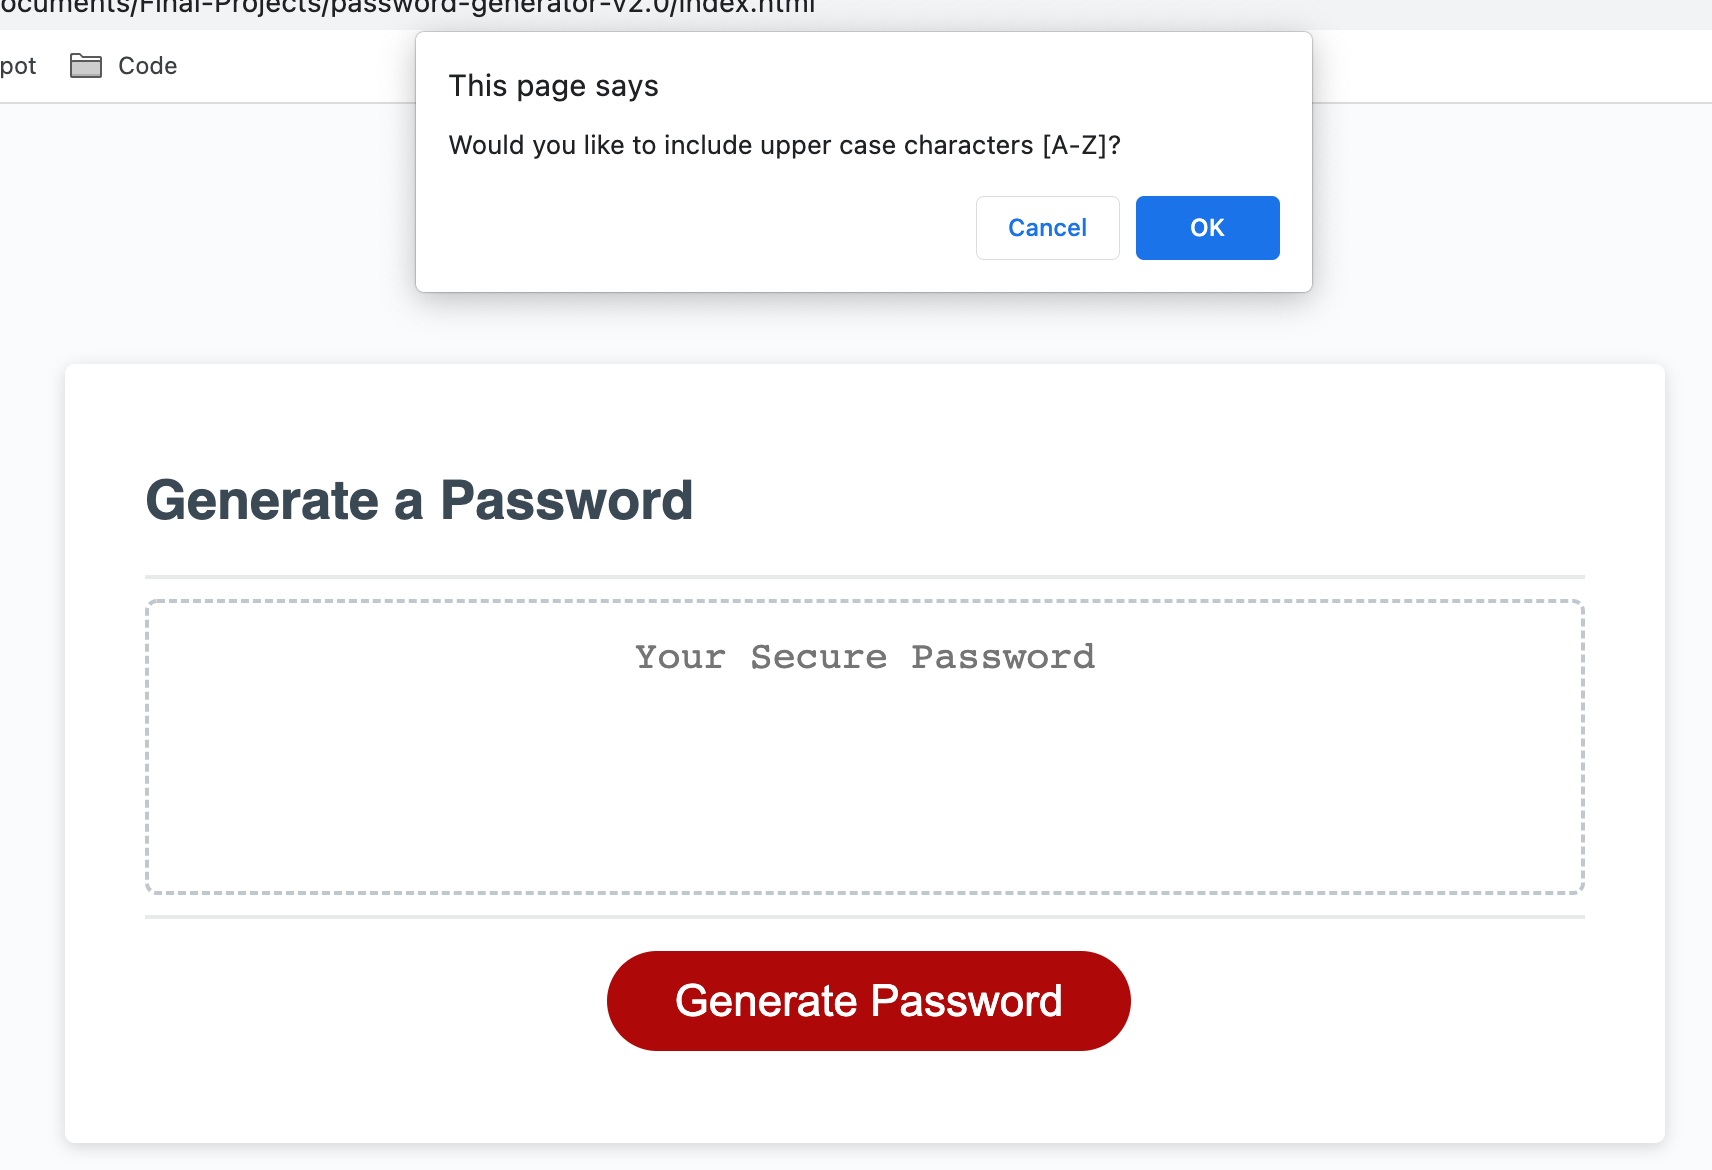 ocuments/Final-Projects/password-generator-v2.0/index.html
pot Code
This page says
Would you like to include upper case characters [A-Z]?
Cancel OK
Generate a Password
Your Secure Password
Generate Password